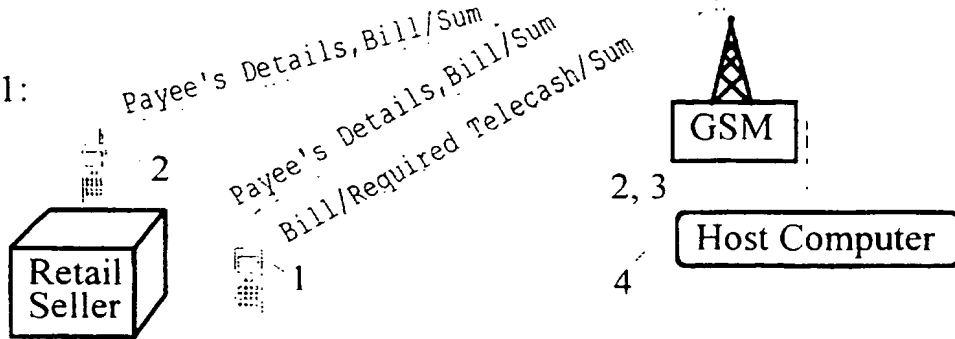 1:
Payee's Details,Bill/Sum
Payee's Details,Bill/Sum
Bill/Required Telecash/Sum
GSM
2
2, 3
Host Computer
Retail
Seller
1
4